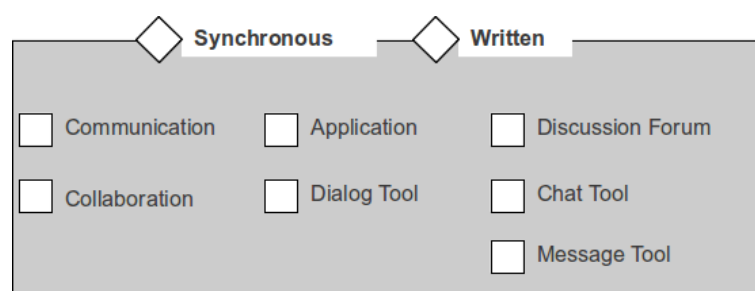 Synchronous Written
Communication Application Discussion Forum
Collaboration Dialog Tool Chat Tool
Message Tool